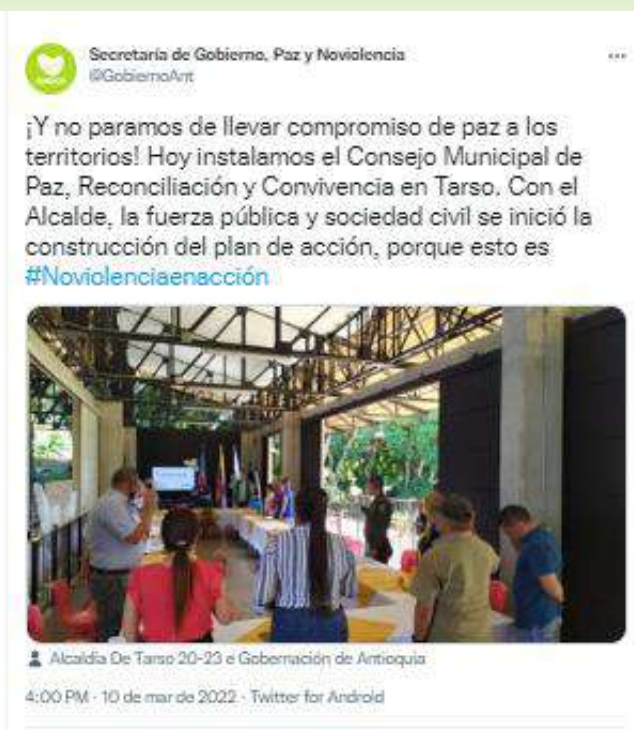 Secretaría de Gobierno, Paz y Noviolencia
@GobiernoAnt
¡Y no paramos de llevar compromiso de paz a los
territorios! Hoy instalamos el Consejo Municipal de
Paz, Reconciliación y Convivencia en Tarso. Con el
Alcalde, la fuerza pública y sociedad civil se inició la
construcción del plan de acción, porque esto es
#Noviolenciaenacción
Alcaldía De Tarso 20-23 e Gobernación de Antioquia
4:00 PM · 10 de mar de 2022 · Twitter for Android